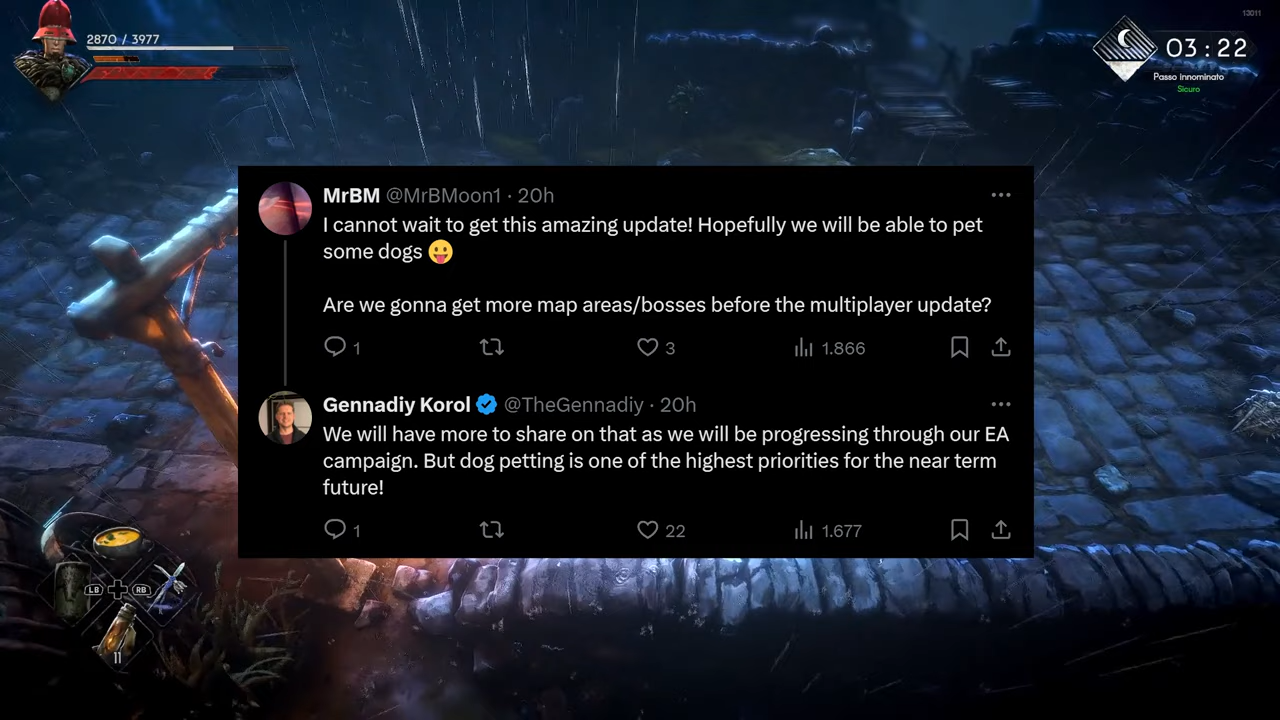 13011
2870 / 3977
03:22
Passo innominato
Sicuro
MrBM @MrBMoon1 · 20h
I cannot wait to get this amazing update! Hopefully we will be able to pet
some dogs 😛
Are we gonna get more map areas/bosses before the multiplayer update?
1 3 1.866
Gennadiy Korol @TheGennadiy · 20h
We will have more to share on that as we will be progressing through our EA
campaign. But dog petting is one of the highest priorities for the near term
future!
1 22 1.677
LB RB
11